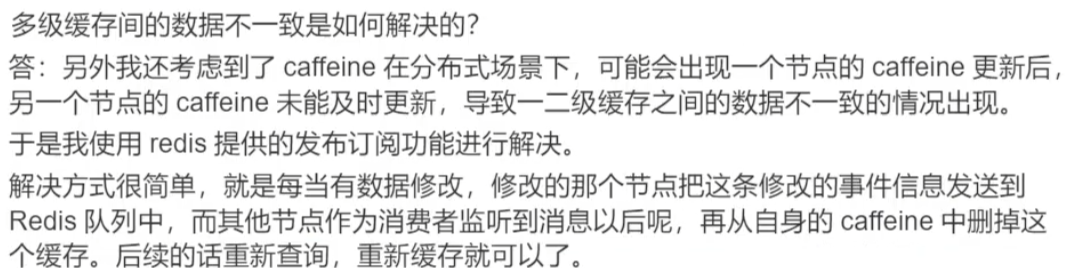 多级缓存间的数据不一致是如何解决的？
答：另外我还考虑到了 caffeine 在分布式场景下，可能会出现一个节点的 caffeine 更新后，
另一个节点的 caffeine 未能及时更新，导致一二级缓存之间的数据不一致的情况出现。
于是我使用 redis 提供的发布订阅功能进行解决。
解决方式很简单，就是每当有数据修改，修改的那个节点把这条修改的事件信息发送到
Redis 队列中，而其他节点作为消费者监听到消息以后呢，再从自身的 caffeine 中删掉这
个缓存。后续的话重新查询，重新缓存就可以了。